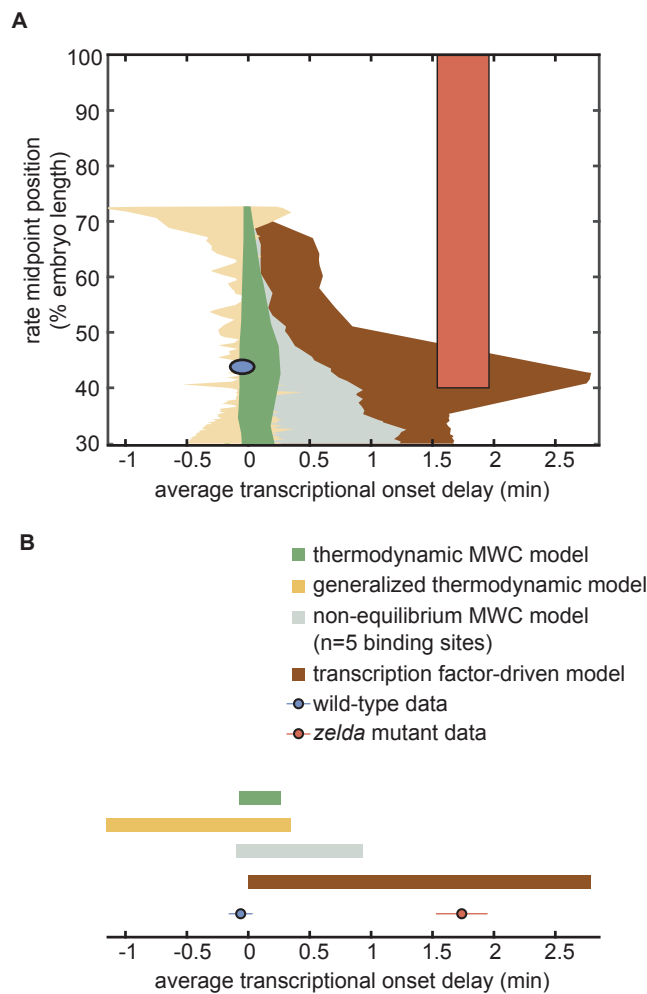 A
100
90
80
70
60
50
40
30
rate midpoint position
(% embryo length)
-1 -0.5 0 0.5 1 1.5 2 2.5
average transcriptional onset delay (min)
B
thermodynamic MWC model
generalized thermodynamic model
non-equilibrium MWC model
(n=5 binding sites)
transcription factor-driven model
wild-type data
zelda mutant data
-1 -0.5 0 0.5 1 1.5 2 2.5
average transcriptional onset delay (min)